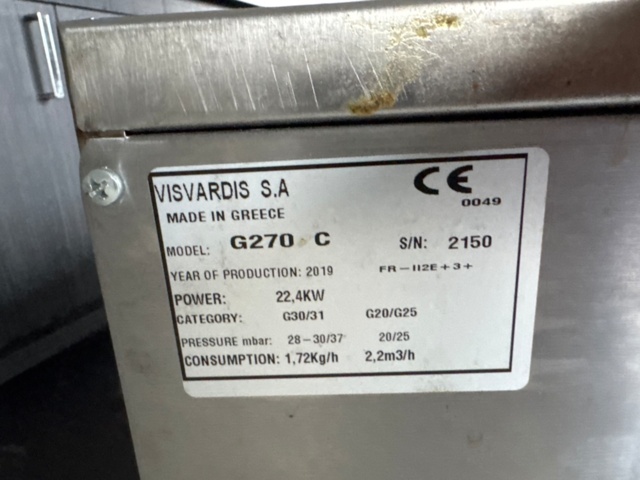 VISVARDIS S.A CE
0049
MADE IN GREECE
MODEL: G270 C S/N: 2150
YEAR OF PRODUCTION: 2019 FR-II2E+3+
POWER: 22,4KW
CATEGORY: G30/31 G20/G25
PRESSURE mbar: 28-30/37 20/25
CONSUMPTION: 1,72Kg/h 2,2m3/h